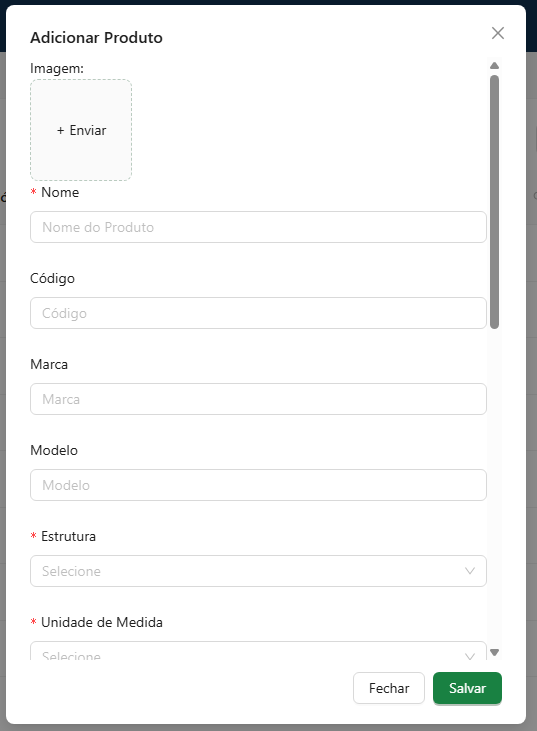 Adicionar Produto
Imagem:
+ Enviar
* Nome
Nome do Produto
Código
Código
Marca
Marca
Modelo
Modelo
* Estrutura
Selecione
* Unidade de Medida
Selecione
Fechar
Salvar